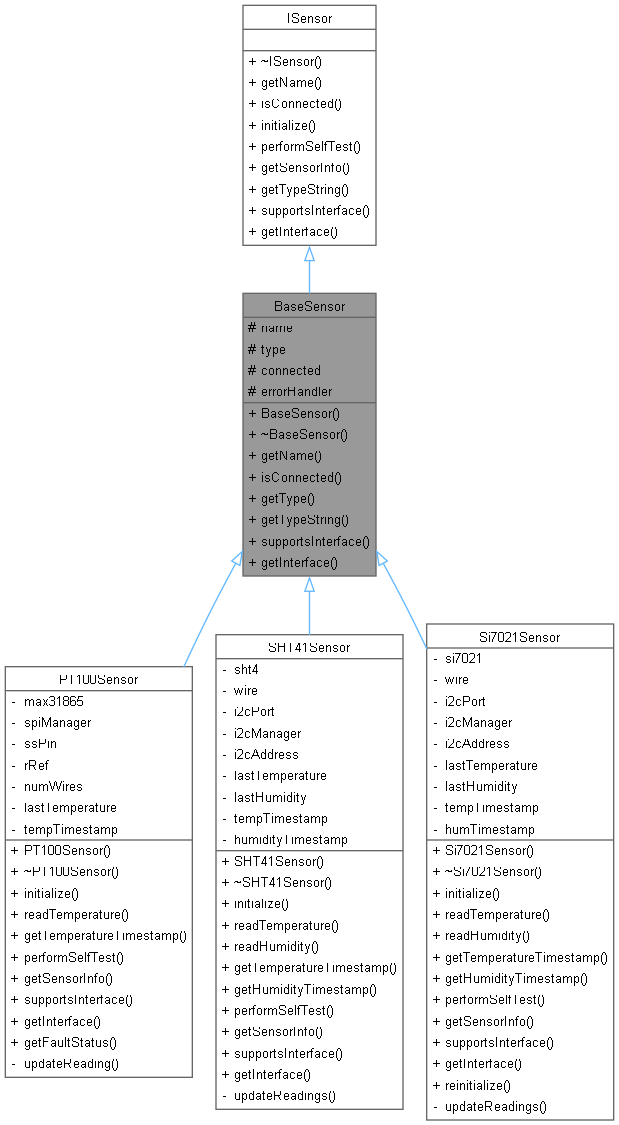 ISensor
+ ~ISensor()
+ getName()
+ isConnected()
+ initialize()
+ performSelfTest()
+ getSensorInfo()
+ getTypeString()
+ supportsInterface()
+ getInterface()
BaseSensor
# name
# type
# connected
# errorHandler
+ BaseSensor()
+ ~BaseSensor()
+ getName()
+ isConnected()
+ getType()
+ getTypeString()
+ supportsInterface()
+ getInterface()
PT100Sensor
- max31865
- spiManager
- ssPin
- rRef
- numWires
- lastTemperature
- tempTimestamp
+ PT100Sensor()
+ ~PT100Sensor()
+ initialize()
+ readTemperature()
+ getTemperatureTimestamp()
+ performSelfTest()
+ getSensorInfo()
+ supportsInterface()
+ getInterface()
+ getFaultStatus()
- updateReading()
SHT41Sensor
- sht4
- wire
- i2cPort
- i2cManager
- i2cAddress
- lastTemperature
- lastHumidity
- tempTimestamp
- humidityTimestamp
+ SHT41Sensor()
+ ~SHT41Sensor()
+ initialize()
+ readTemperature()
+ readHumidity()
+ getTemperatureTimestamp()
+ getHumidityTimestamp()
+ performSelfTest()
+ getSensorInfo()
+ supportsInterface()
+ getInterface()
- updateReadings()
Si7021Sensor
- si7021
- wire
- i2cPort
- i2cManager
- i2cAddress
- lastTemperature
- lastHumidity
- tempTimestamp
- humTimestamp
+ Si7021Sensor()
+ ~Si7021Sensor()
+ initialize()
+ readTemperature()
+ readHumidity()
+ getTemperatureTimestamp()
+ getHumidityTimestamp()
+ performSelfTest()
+ getSensorInfo()
+ supportsInterface()
+ getInterface()
+ reinitialize()
- updateReadings()